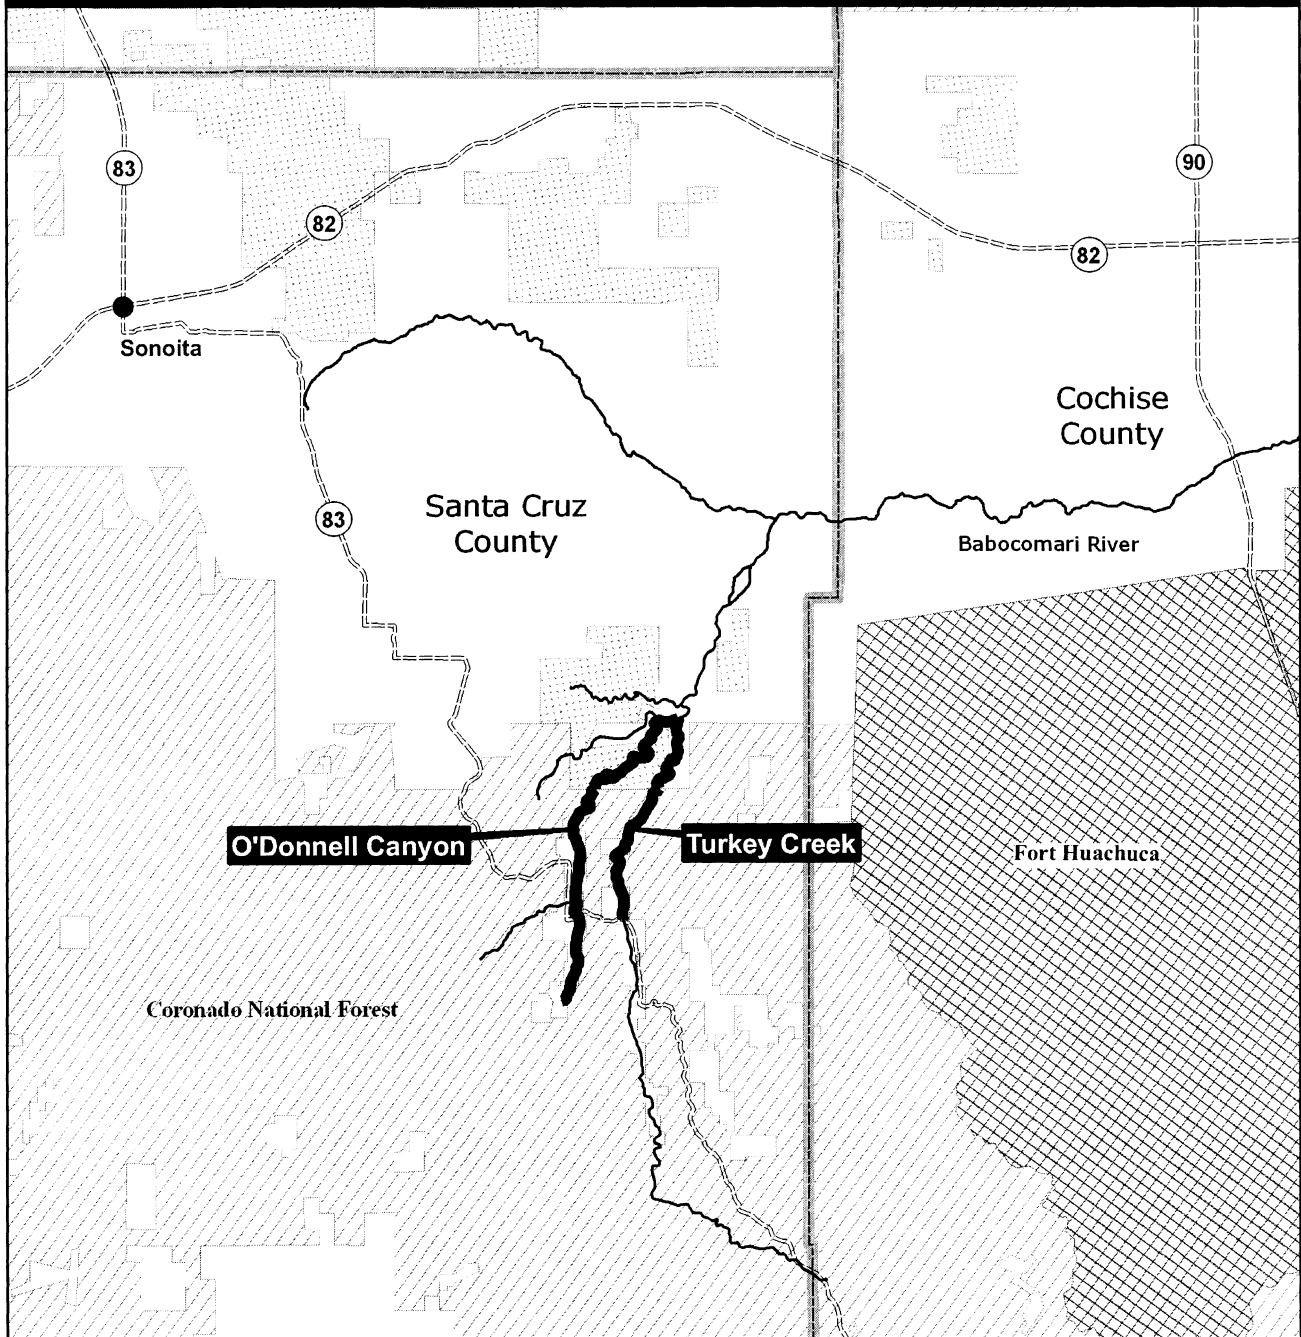 83
90
82
82
Sonoita
Cochise
County
Santa Cruz
County
83
Babocomari River
O'Donnell Canyon
Turkey Creek
Fort Huachuca
Coronado National Forest